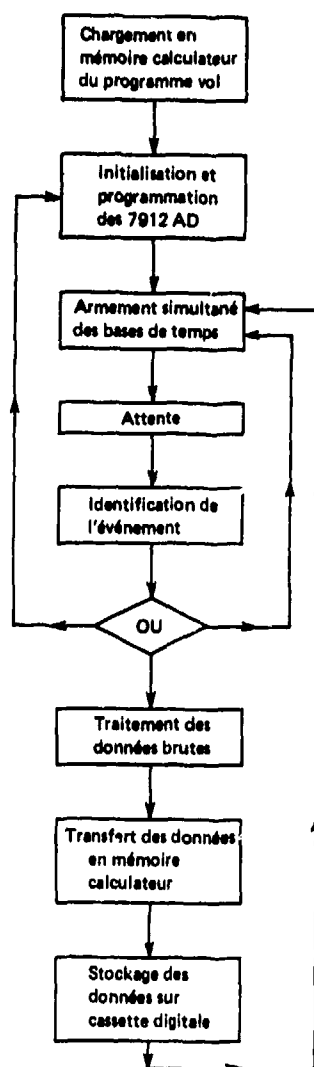 Chargement en
mémoire calculateur
du programme vol
Initialisation et
programmation
des 7912 AD
Armement simultané
des bases de temps
Attente
Identification de
l'événement
OU
Traitement des
données brutes
Transfert des données
en mémoire
calculateur
Stockage des
données sur
cassette digitale